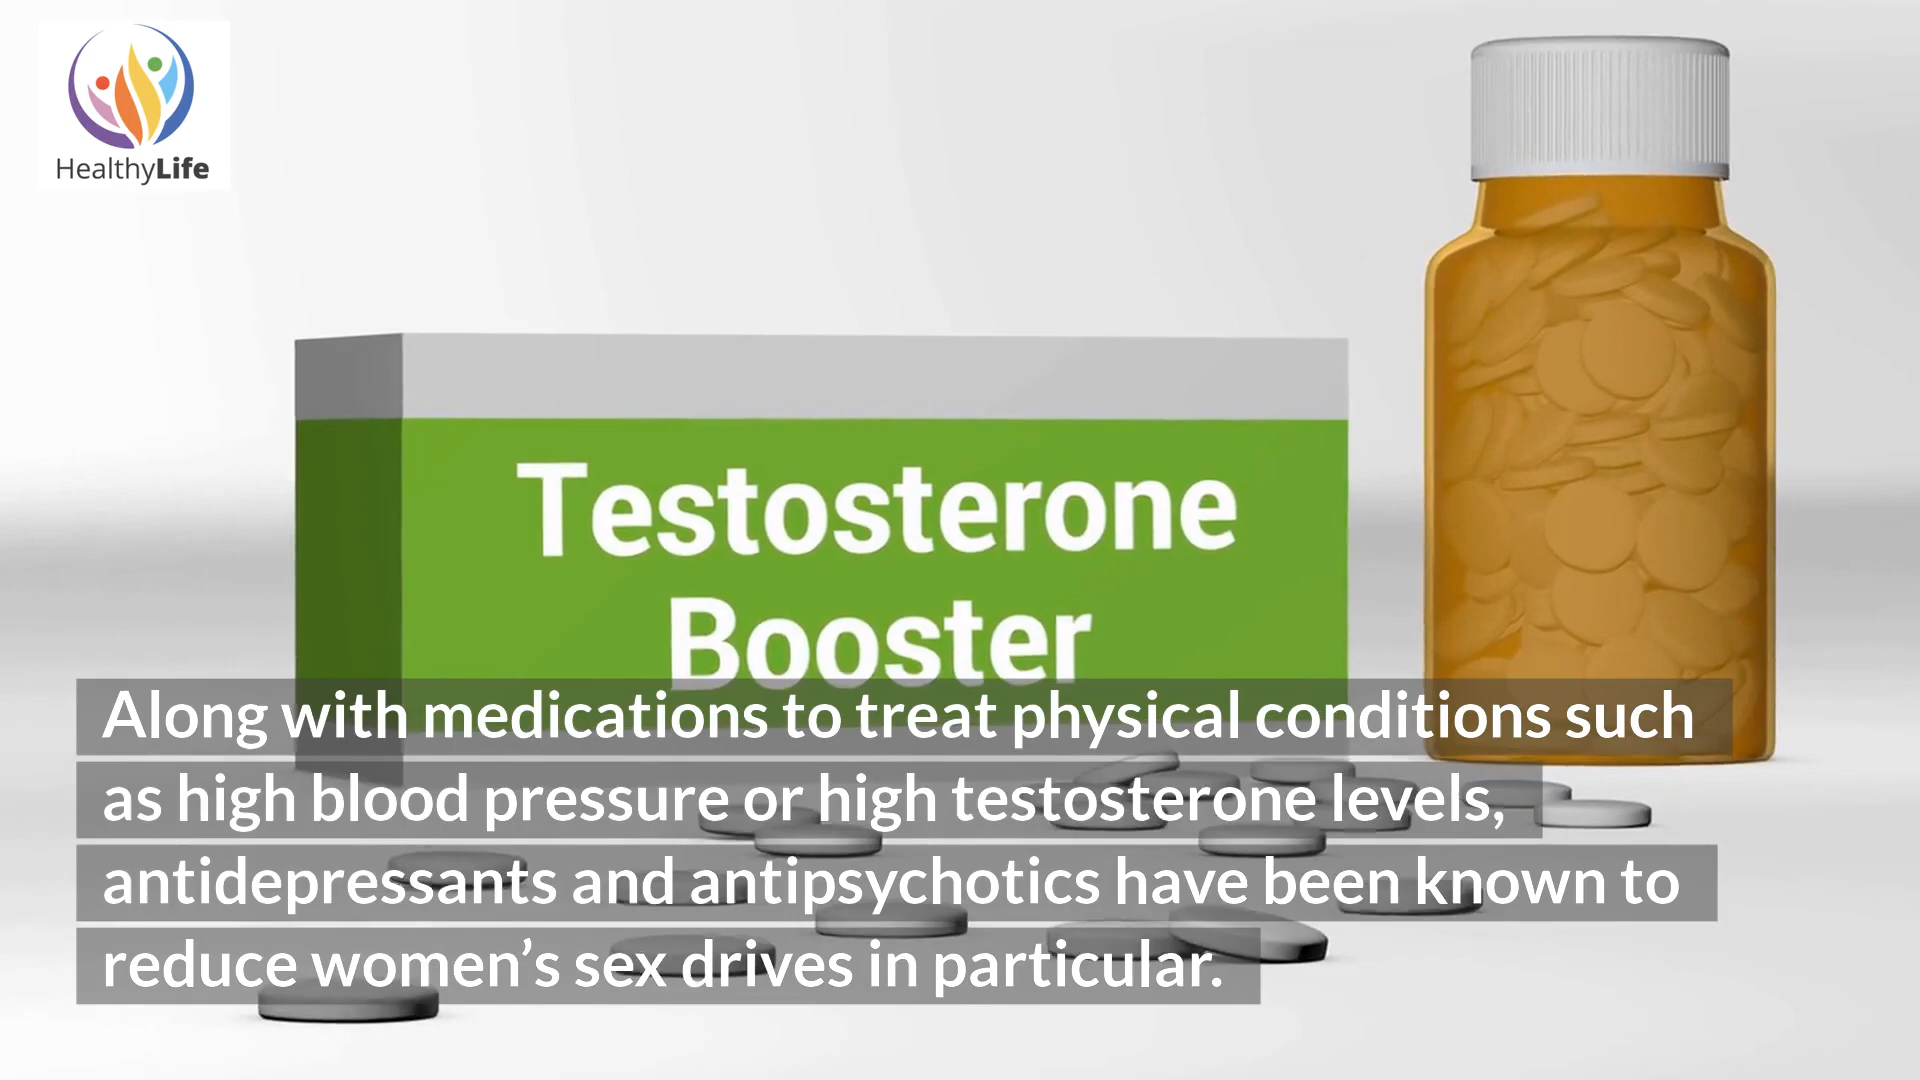 HealthyLife
Testosterone
Booster
Along with medications to treat physical conditions such
as high blood pressure or high testosterone levels,
antidepressants and antipsychotics have been known to
reduce women’s sex drives in particular.